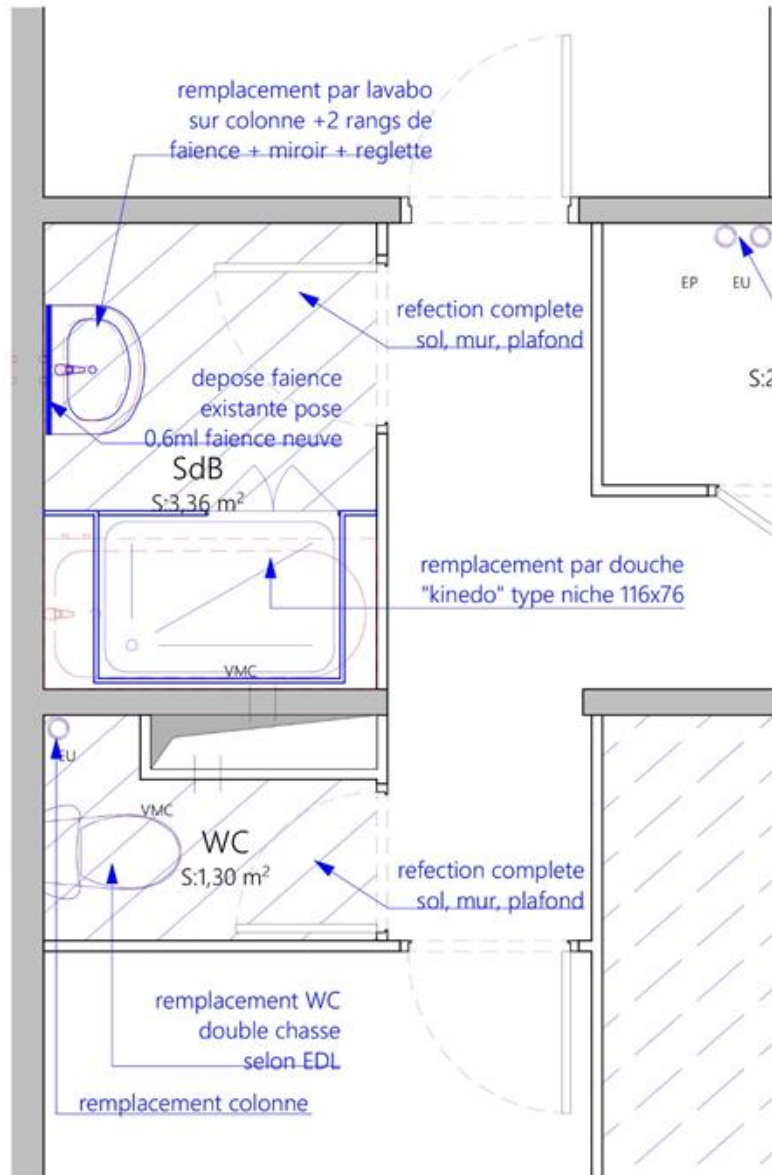 remplacement par lavabo
sur colonne +2 rangs de
faience + miroir + reglette
EP
EU
refection complete
sol, mur, plafond
S:2
depose faience
existante pose
0,6ml faience neuve
SdB
S:3,36 m²
remplacement par douche
"kinedo" type niche 116x76
VMC
EU
VMC
WC
S:1,30 m²
refection complete
sol, mur, plafond
remplacement WC
double chasse
selon EDL
remplacement colonne